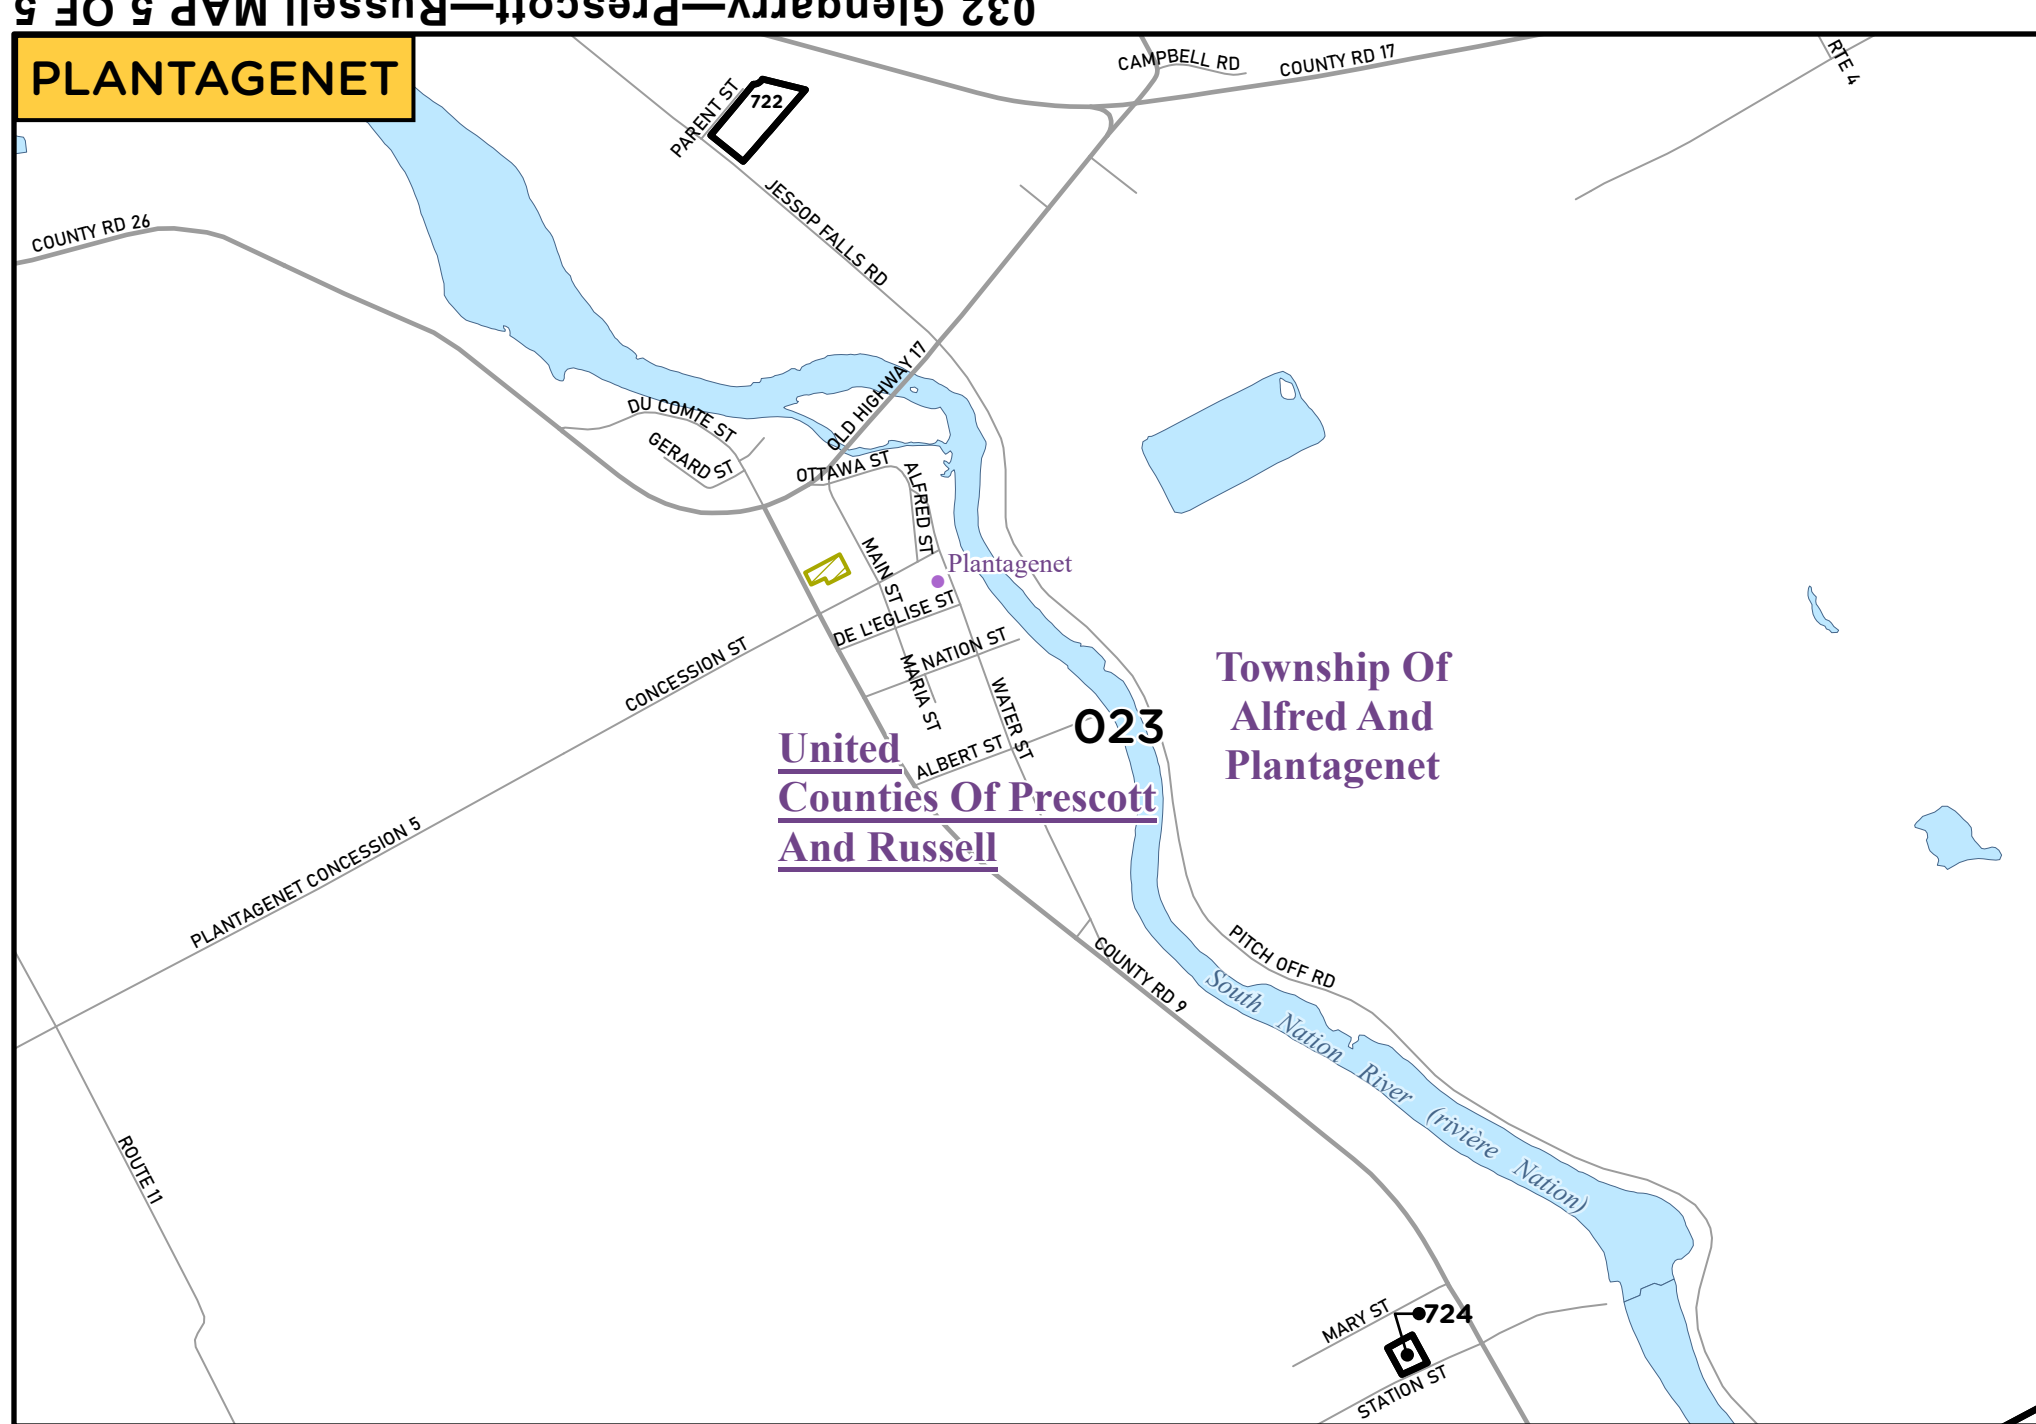 032 Glengarry—Prescott—Russell MAP 5 OF 5
PLANTAGENET
CAMPBELL RD
COUNTY RD 17
RTE 4
PARENT ST
722
JESSOP FALLS RD
COUNTY RD 26
OLD HIGHWAY 17
DU COMTE ST
GERARD ST
OTTAWA ST
ALFRED ST
MAIN ST
Plantagenet
DE L'EGLISE ST
NATION ST
CONCESSION ST
MARIA ST
WATER ST
ALBERT ST
023
Township Of
Alfred And
Plantagenet
United
Counties Of Prescott
And Russell
PLANTAGENET CONCESSION 5
PITCH OFF RD
COUNTY RD 9
South Nation River (rivière Nation)
ROUTE 11
MARY ST
724
STATION ST